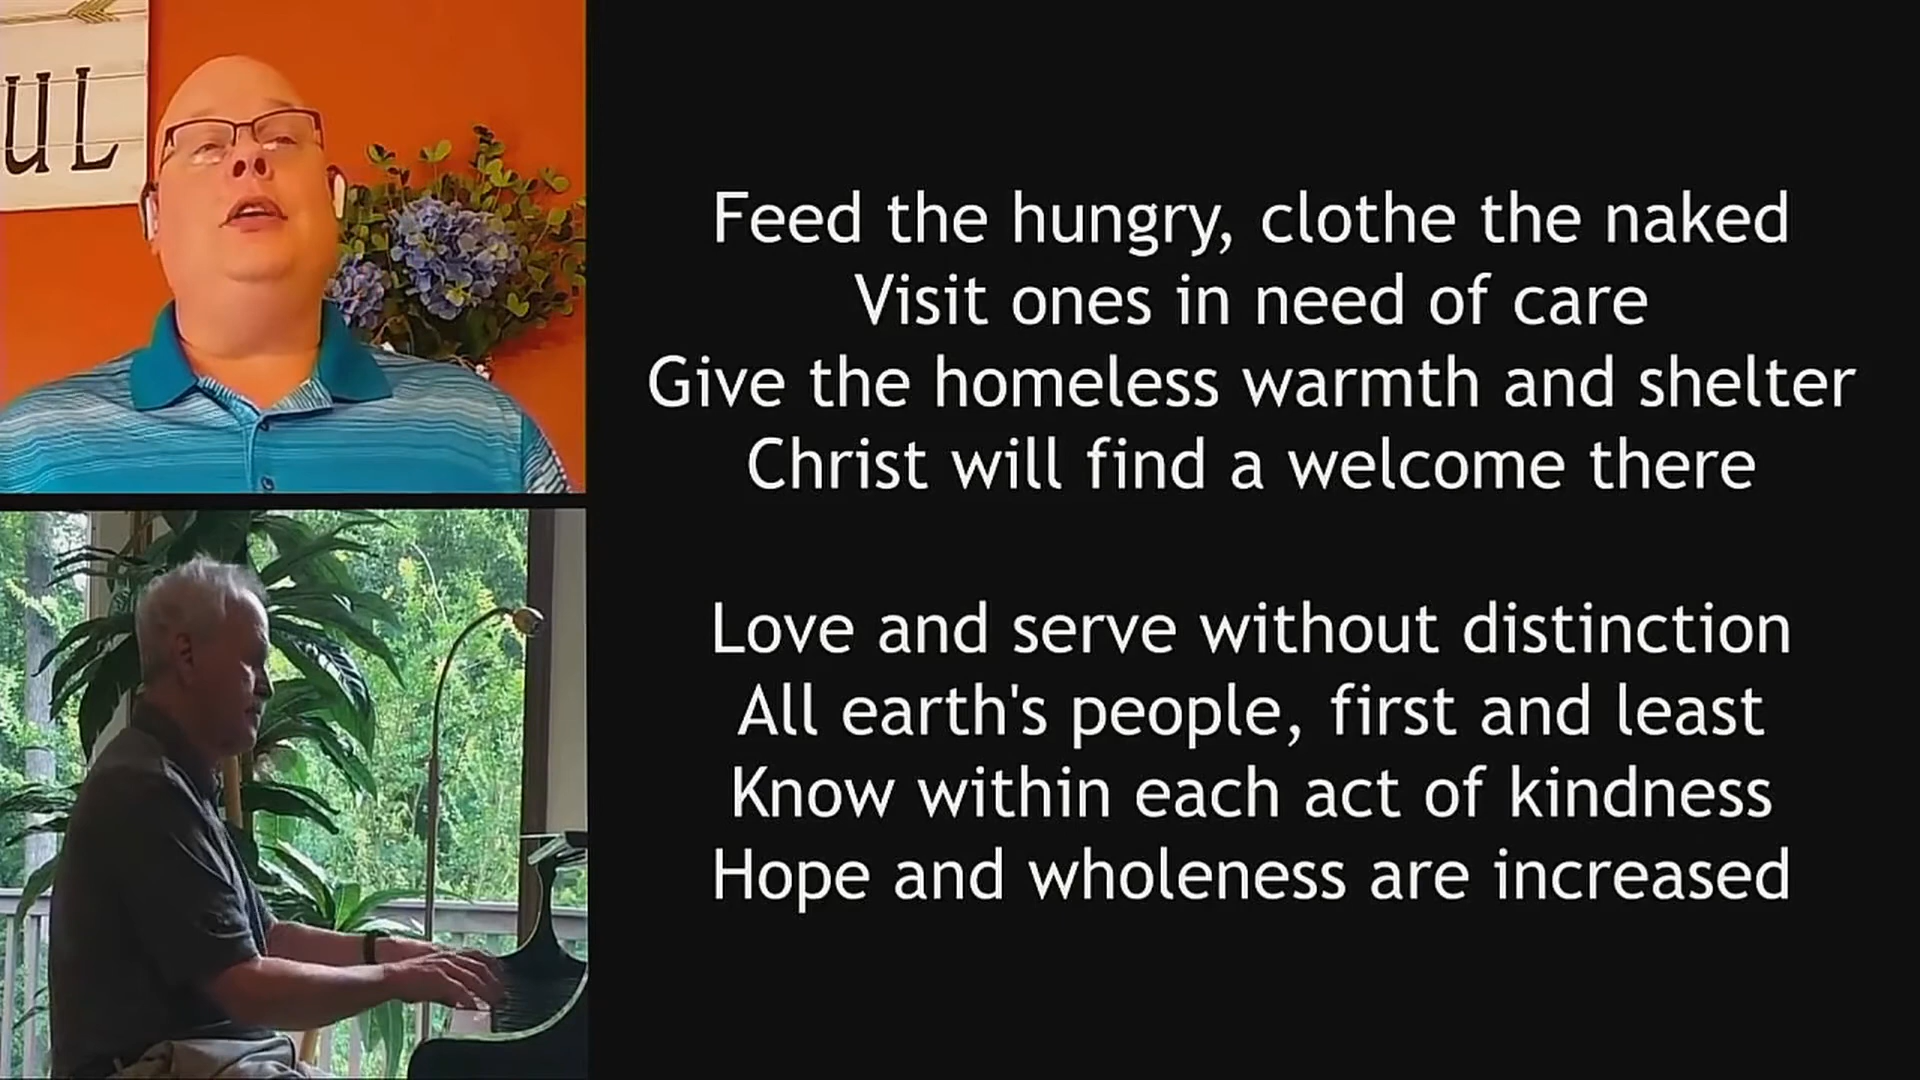 uL
Feed the hungry, clothe the naked
Visit ones in need of care
Give the homeless warmth and shelter
Christ will find a welcome there
Love and serve without distinction
All earth's people, first and least
Know within each act of kindness
Hope and wholeness are increased